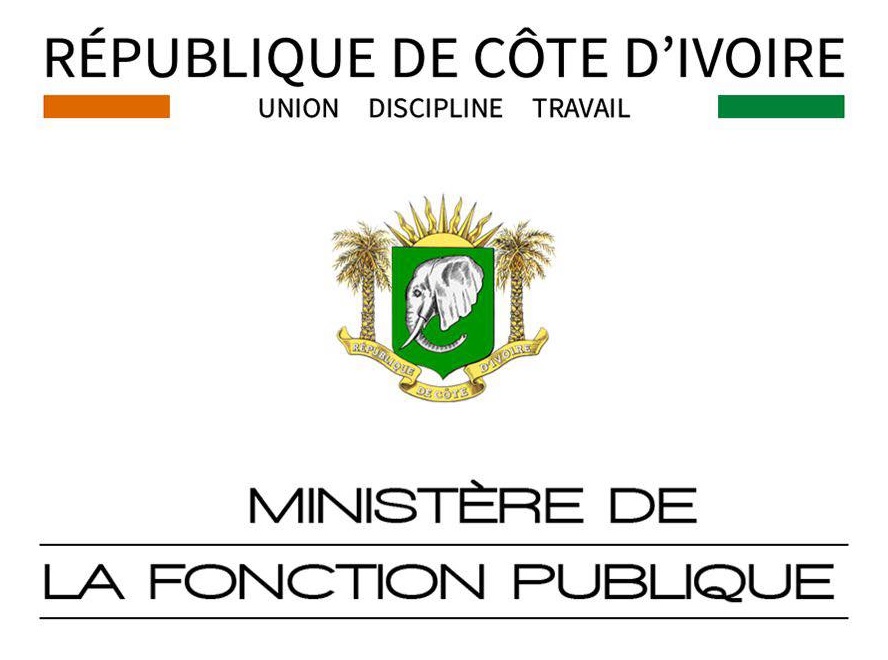 RÉPUBLIQUE DE CÔTE D’IVOIRE
UNION DISCIPLINE TRAVAIL
RÉPUBLIQUE DE CÔTE D'IVOIRE
MINISTÈRE DE
LA FONCTION PUBLIQUE